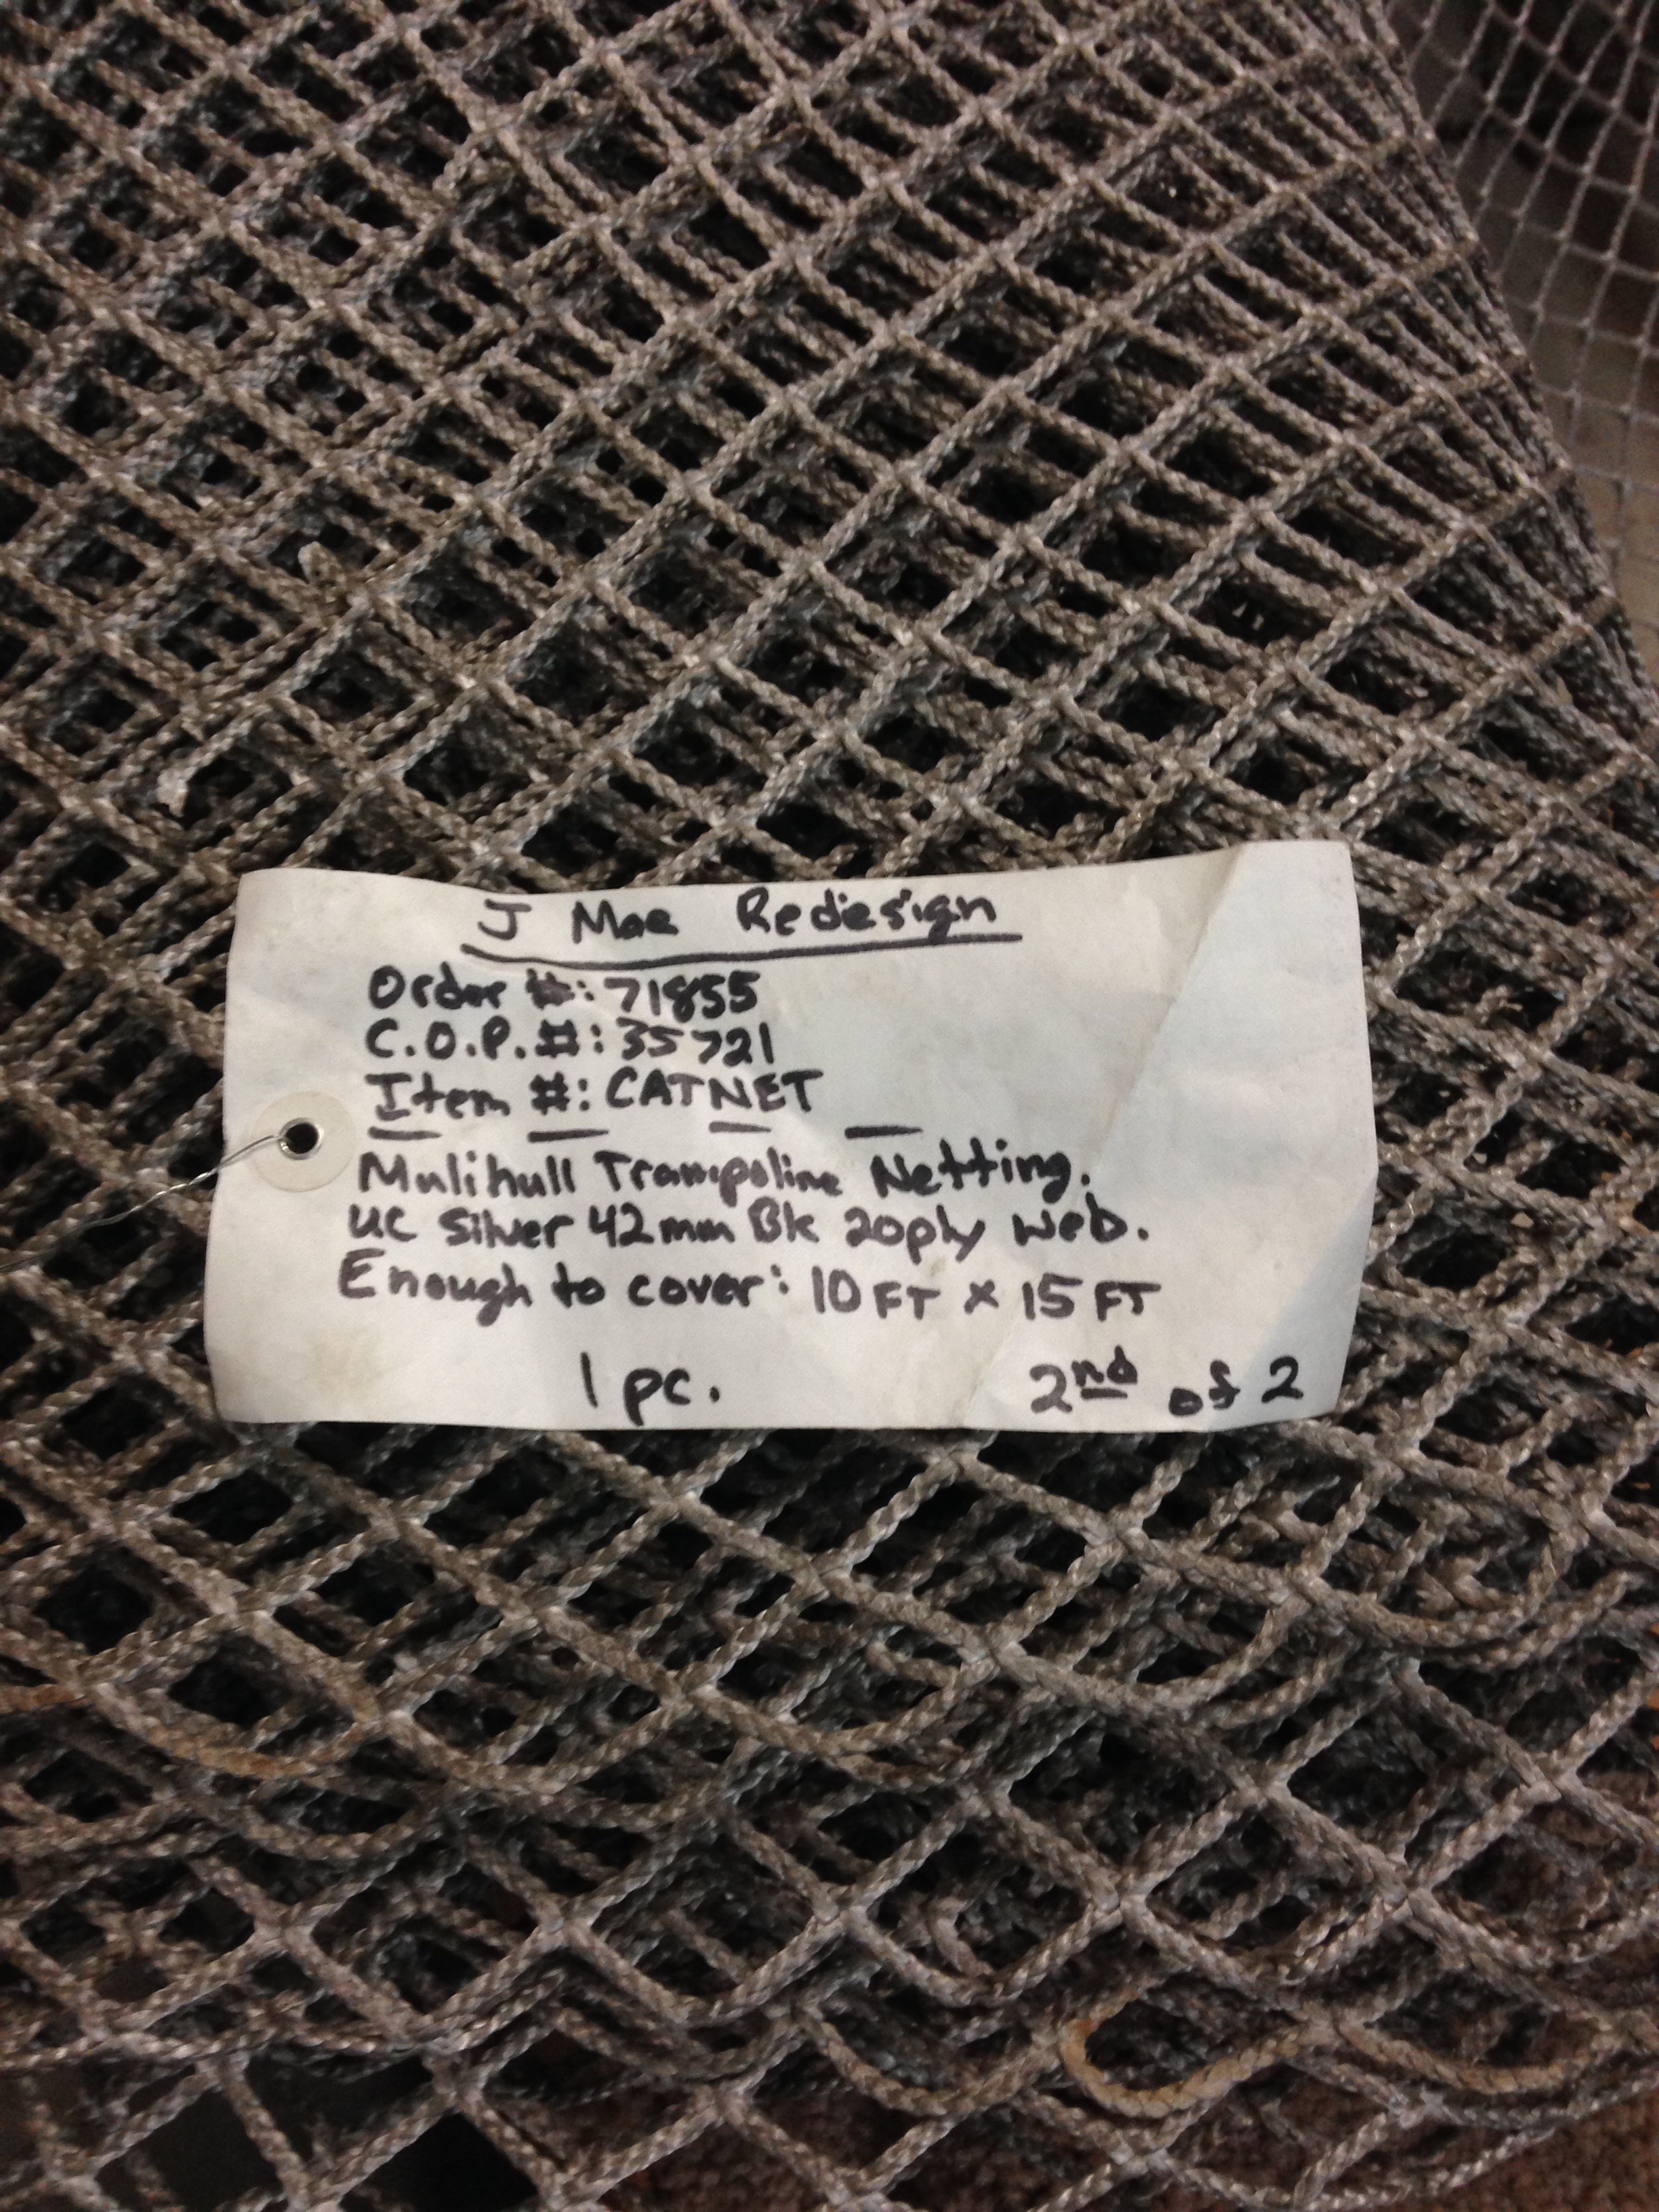 J Mae Redesign
Order #: 71855
C.O.P. #: 35721
Item #: CATNET
Mulihull Trampoline Netting.
UC Silver 42mm Bk 20ply Web.
Enough to cover: 10 FT x 15 FT
1 pc. 2nd of 2